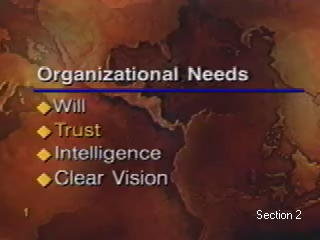 Organizational Needs
Will
Trust
Intelligence
Clear Vision
1
Section 2